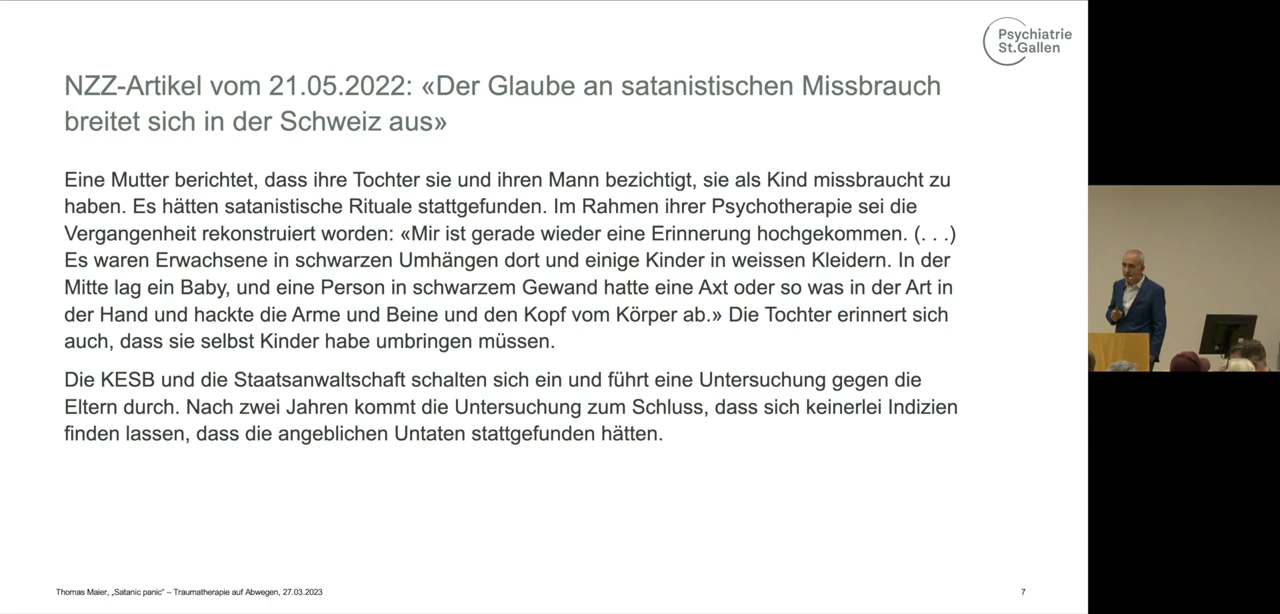 Psychiatrie
St.Gallen
NZZ-Artikel vom 21.05.2022: «Der Glaube an satanistischen Missbrauch
breitet sich in der Schweiz aus»
Eine Mutter berichtet, dass ihre Tochter sie und ihren Mann bezichtigt, sie als Kind missbraucht zu
haben. Es hätten satanistische Rituale stattgefunden. Im Rahmen ihrer Psychotherapie sei die
Vergangenheit rekonstruiert worden: «Mir ist gerade wieder eine Erinnerung hochgekommen. (. . .)
Es waren Erwachsene in schwarzen Umhängen dort und einige Kinder in weissen Kleidern. In der
Mitte lag ein Baby, und eine Person in schwarzem Gewand hatte eine Axt oder so was in der Art in
der Hand und hackte die Arme und Beine und den Kopf vom Körper ab.» Die Tochter erinnert sich
auch, dass sie selbst Kinder habe umbringen müssen.
Die KESB und die Staatsanwaltschaft schalten sich ein und führt eine Untersuchung gegen die
Eltern durch. Nach zwei Jahren kommt die Untersuchung zum Schluss, dass sich keinerlei Indizien
finden lassen, dass die angeblichen Untaten stattgefunden hätten.
Thomas Maier, „Satanic panic“ – Traumatherapie auf Abwegen, 27.03.2023
7